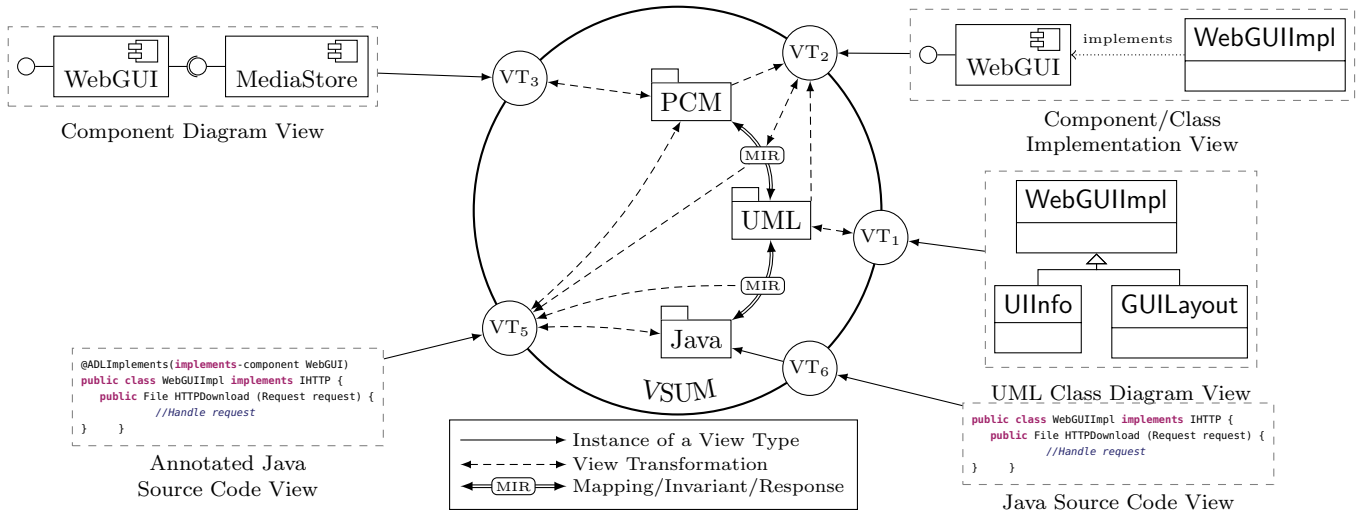 WebGUI
MediaStore
Component Diagram View
VT3
VT2
PCM
MIR
UML
VT1
MIR
VT5
Java
VT6
VSUM
WebGUI
implements
WebGUIImpl
Component/Class
Implementation View
WebGUIImpl
UIInfo
GUILayout
UML Class Diagram View
@ADLImplements(implements-component WebGUI)
public class WebGUIImpl implements IHTTP {
public File HTTPDownload (Request request) {
//Handle request
} }
Annotated Java
Source Code View
Instance of a View Type
View Transformation
MIR Mapping/Invariant/Response
public class WebGUIImpl implements IHTTP {
public File HTTPDownload (Request request) {
//Handle request
} }
Java Source Code View